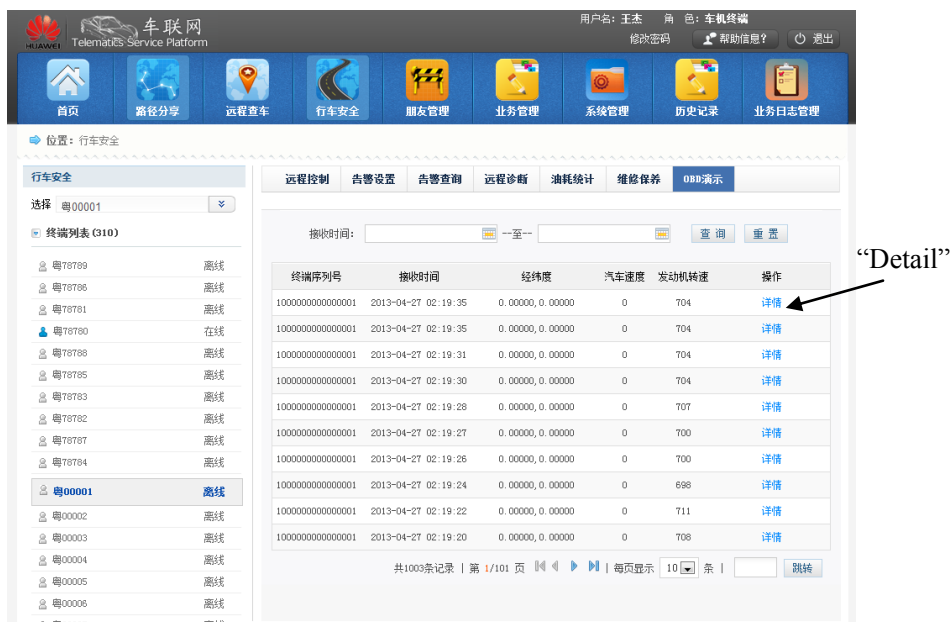 用户名：王杰 角 色：车机终端
HUAWEI 车联网
Telematics Service Platform
修改密码 帮助信息? 退出
首页 路径分享 远程查车 行车安全 朋友管理 业务管理 系统管理 历史记录 业务日志管理
位置：行车安全
行车安全
选择 粤00001
终端列表(310)
粤78789 离线
粤78786 离线
粤78781 离线
粤78780 在线
粤78788 离线
粤78785 离线
粤78783 离线
粤78782 离线
粤78787 离线
粤78784 离线
粤00001 离线
粤00002 离线
粤00003 离线
粤00004 离线
粤00005 离线
粤00006 离线
远程控制 告警设置 告警查询 远程诊断 油耗统计 维修保养 OBD演示
接收时间： --至-- 查 询 重 置
终端序列号 接收时间 经纬度 汽车速度 发动机转速 操作
1000000000000001 2013-04-27 02:19:35 0.00000,0.00000 0 704 详情
1000000000000001 2013-04-27 02:19:35 0.00000,0.00000 0 704 详情
1000000000000001 2013-04-27 02:19:31 0.00000,0.00000 0 704 详情
1000000000000001 2013-04-27 02:19:30 0.00000,0.00000 0 704 详情
1000000000000001 2013-04-27 02:19:28 0.00000,0.00000 0 707 详情
1000000000000001 2013-04-27 02:19:27 0.00000,0.00000 0 700 详情
1000000000000001 2013-04-27 02:19:26 0.00000,0.00000 0 700 详情
1000000000000001 2013-04-27 02:19:24 0.00000,0.00000 0 698 详情
1000000000000001 2013-04-27 02:19:22 0.00000,0.00000 0 711 详情
1000000000000001 2013-04-27 02:19:20 0.00000,0.00000 0 708 详情
共1003条记录 | 第 1/101 页 | 每页显示 10 条 | 跳转
“Detail”